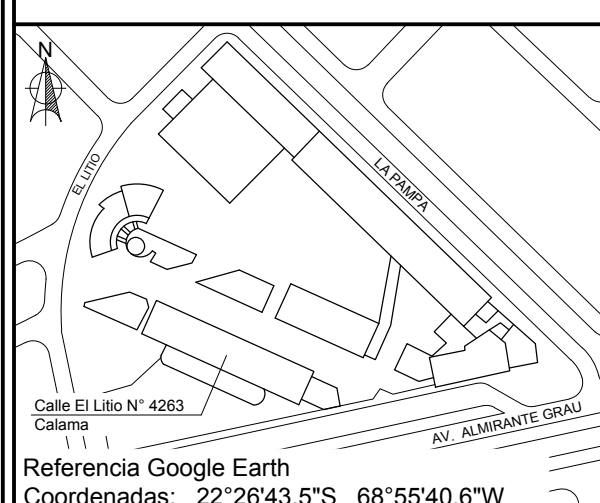 N
EL LITIO
LA PAMPA
Calle El Litio N° 4263
Calama
AV. ALMIRANTE GRAU
Referencia Google Earth
Coordenadas: 22°26'43.5"S 68°55'40.6"W